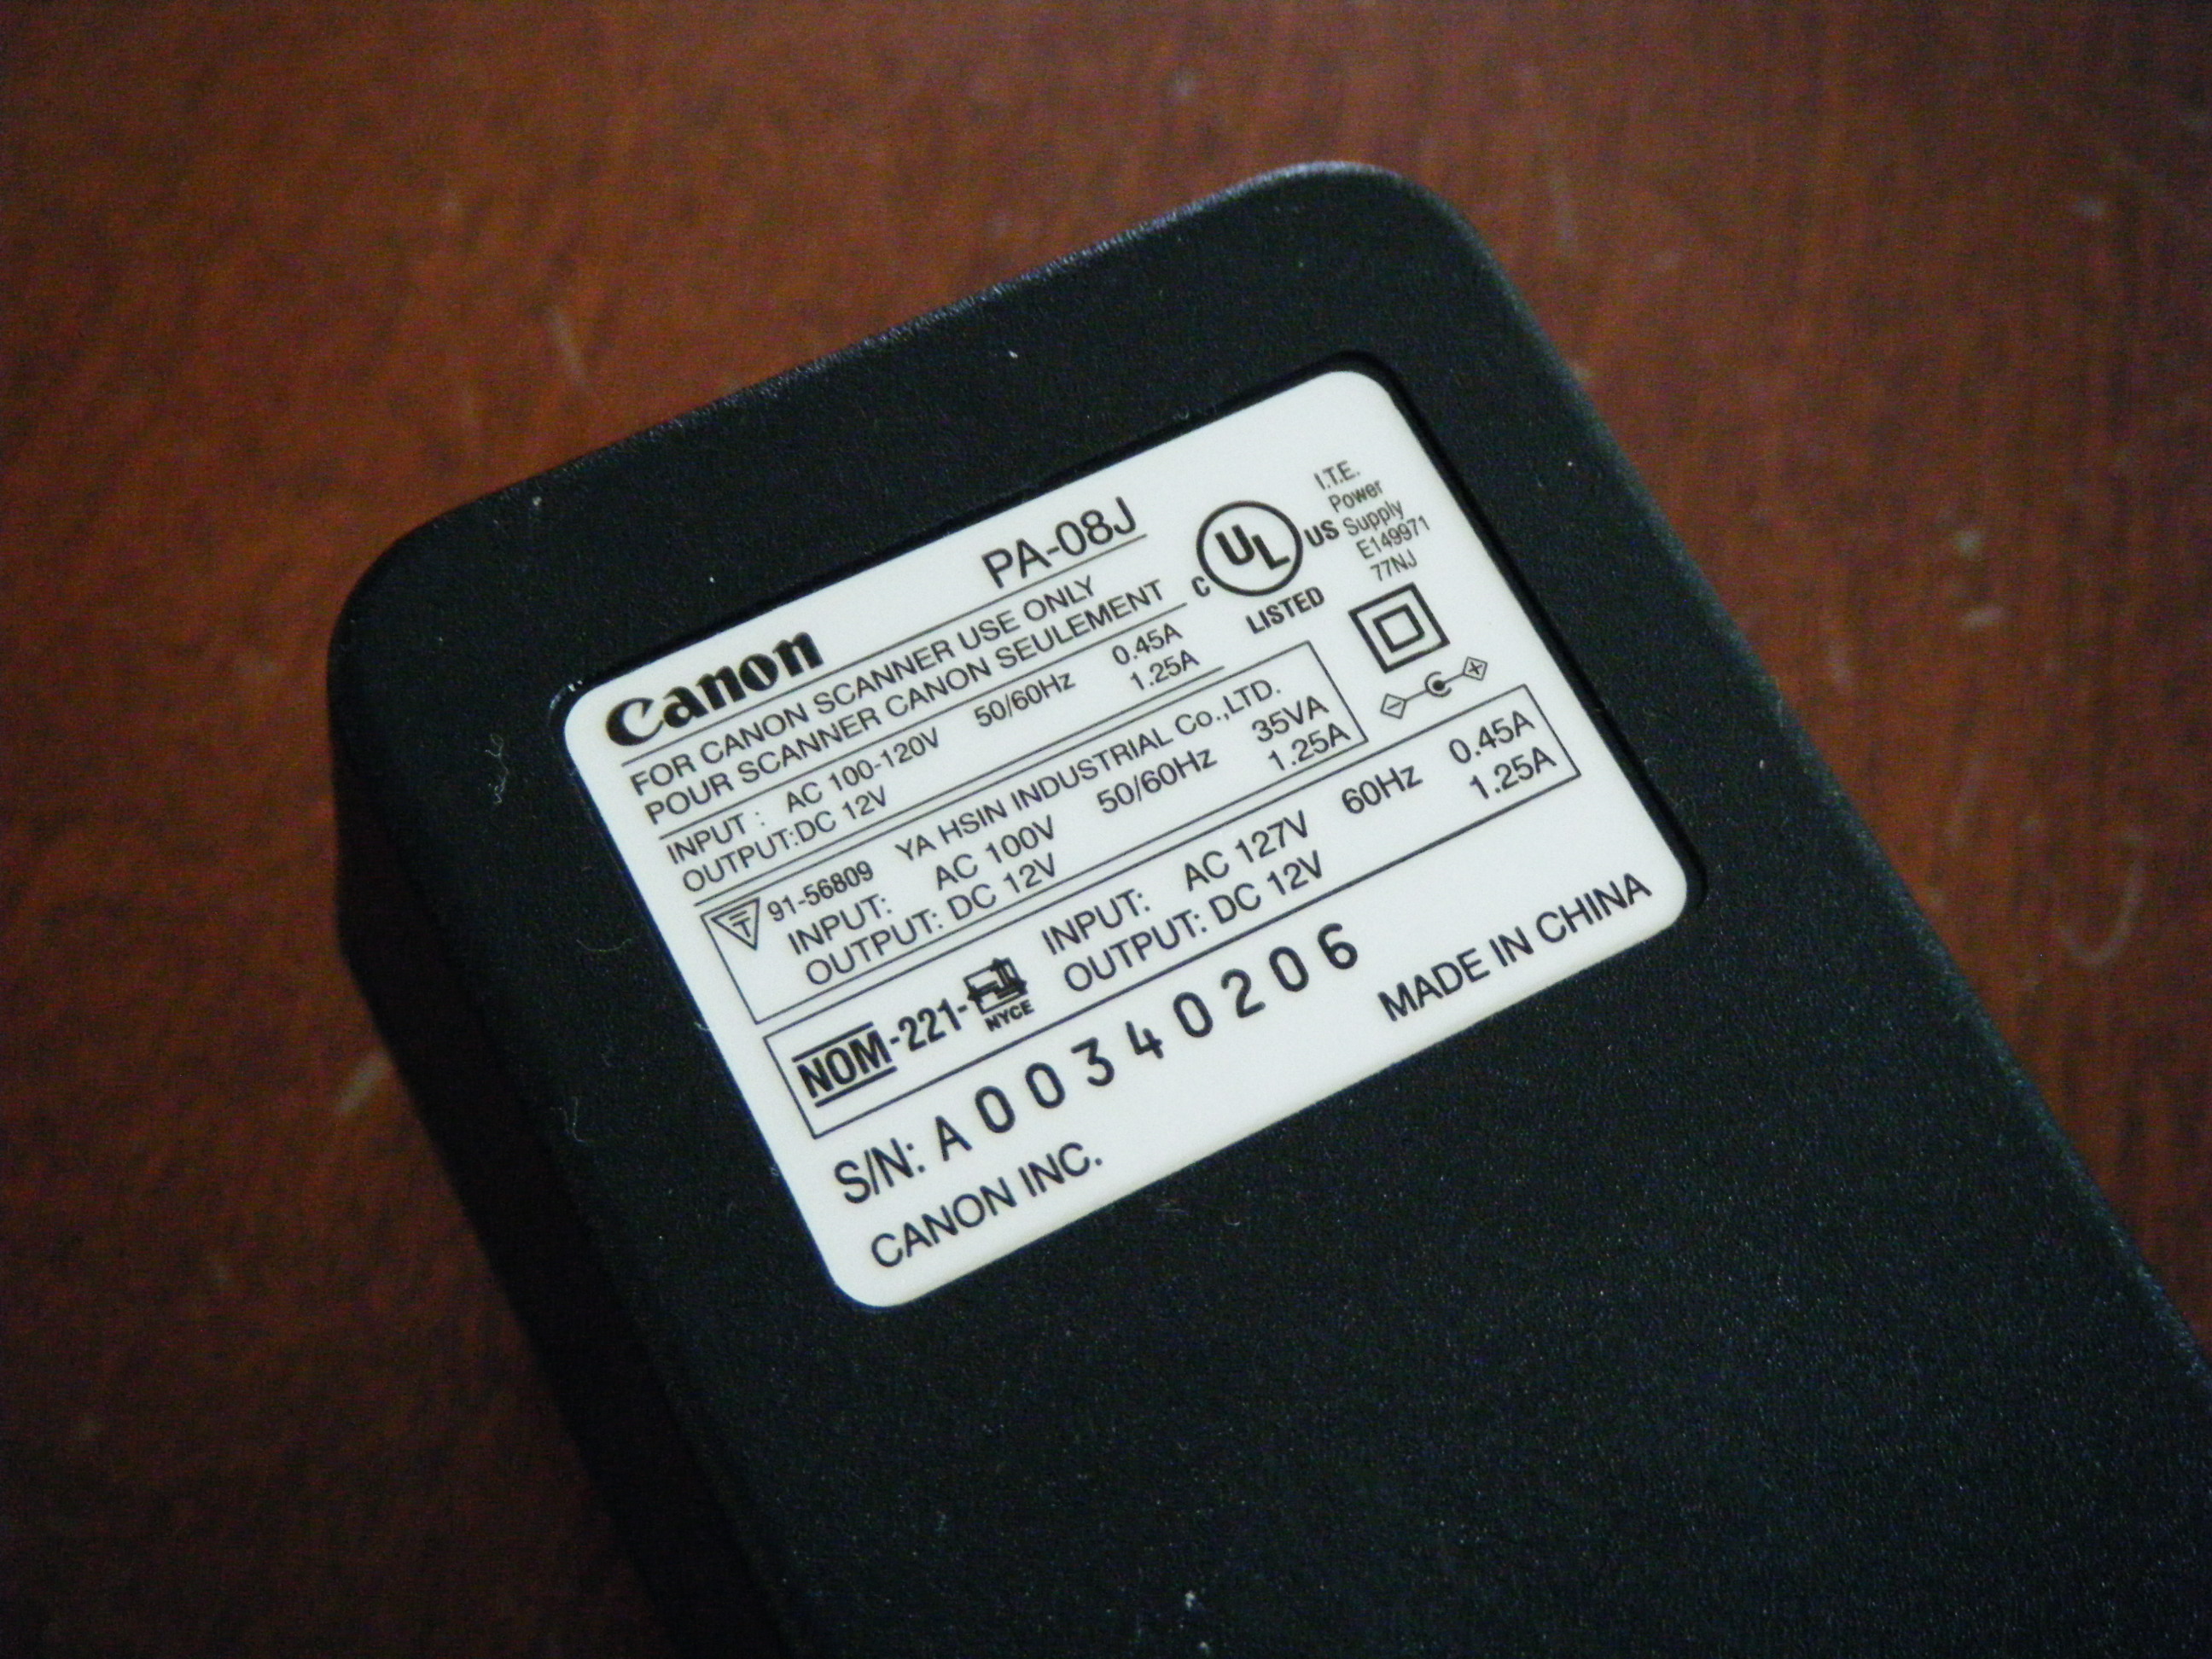 Canon PA-08J
FOR CANON SCANNER USE ONLY
POUR SCANNER CANON SEULEMENT
INPUT : AC 100-120V 50/60Hz 0.45A
OUTPUT:DC 12V 1.25A
C UL US
LISTED
I.T.E.
Power
Supply
E149971
77NJ
T 91-56809 YA HSIN INDUSTRIAL Co.,LTD.
INPUT: AC 100V 50/60Hz 35VA
OUTPUT: DC 12V 1.25A
NOM-221-NYCE
INPUT: AC 127V 60Hz 0.45A
OUTPUT: DC 12V 1.25A
S/N: A00340206
CANON INC. MADE IN CHINA